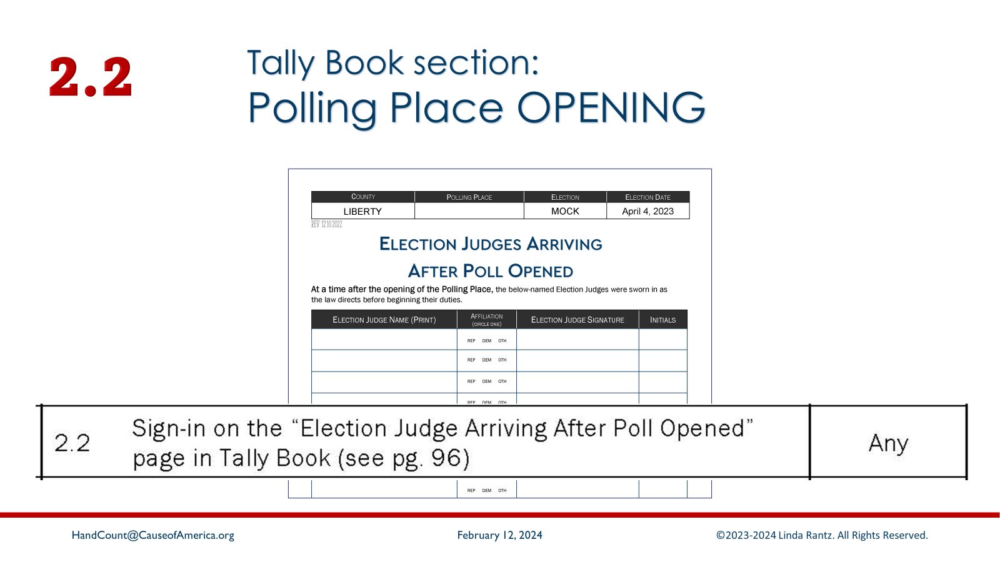 2.2
Tally Book section:
Polling Place OPENING
COUNTY POLLING PLACE ELECTION ELECTION DATE
LIBERTY MOCK April 4, 2023
REV 12102022
ELECTION JUDGES ARRIVING
AFTER POLL OPENED
At a time after the opening of the Polling Place, the below-named Election Judges were sworn in as
the law directs before beginning their duties.
ELECTION JUDGE NAME (PRINT) AFFILIATION (CIRCLE ONE) ELECTION JUDGE SIGNATURE INITIALS
REP DEM OTH
REP DEM OTH
REP DEM OTH
REP DEM OTH
2.2 Sign-in on the “Election Judge Arriving After Poll Opened” Any
page in Tally Book (see pg. 96)
REP DEM OTH
HandCount@CauseofAmerica.org February 12, 2024 ©2023-2024 Linda Rantz. All Rights Reserved.